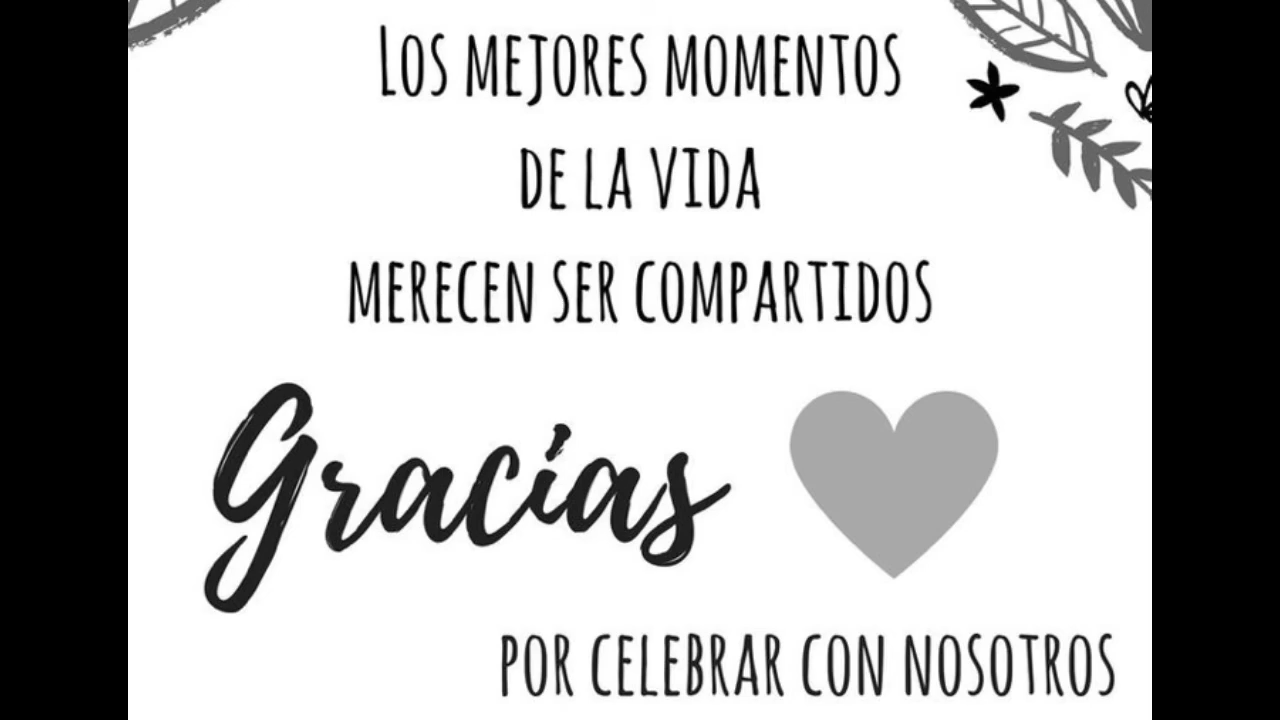 Los mejores momentos
de la vida
merecen ser compartidos
Gracias
por celebrar con nosotros